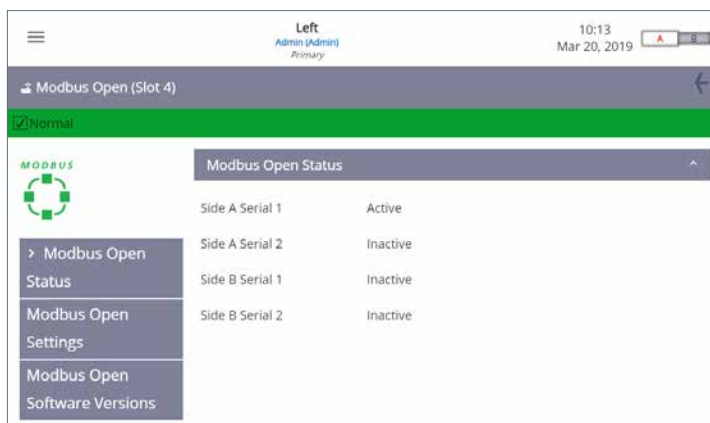 Left
Admin (Admin)
Primary
10:13
Mar 20, 2019
A
B
Modbus Open (Slot 4)
Normal
MODBUS
Modbus Open Status
Side A Serial 1 Active
Side A Serial 2 Inactive
Side B Serial 1 Inactive
Side B Serial 2 Inactive
> Modbus Open
Status
Modbus Open
Settings
Modbus Open
Software Versions